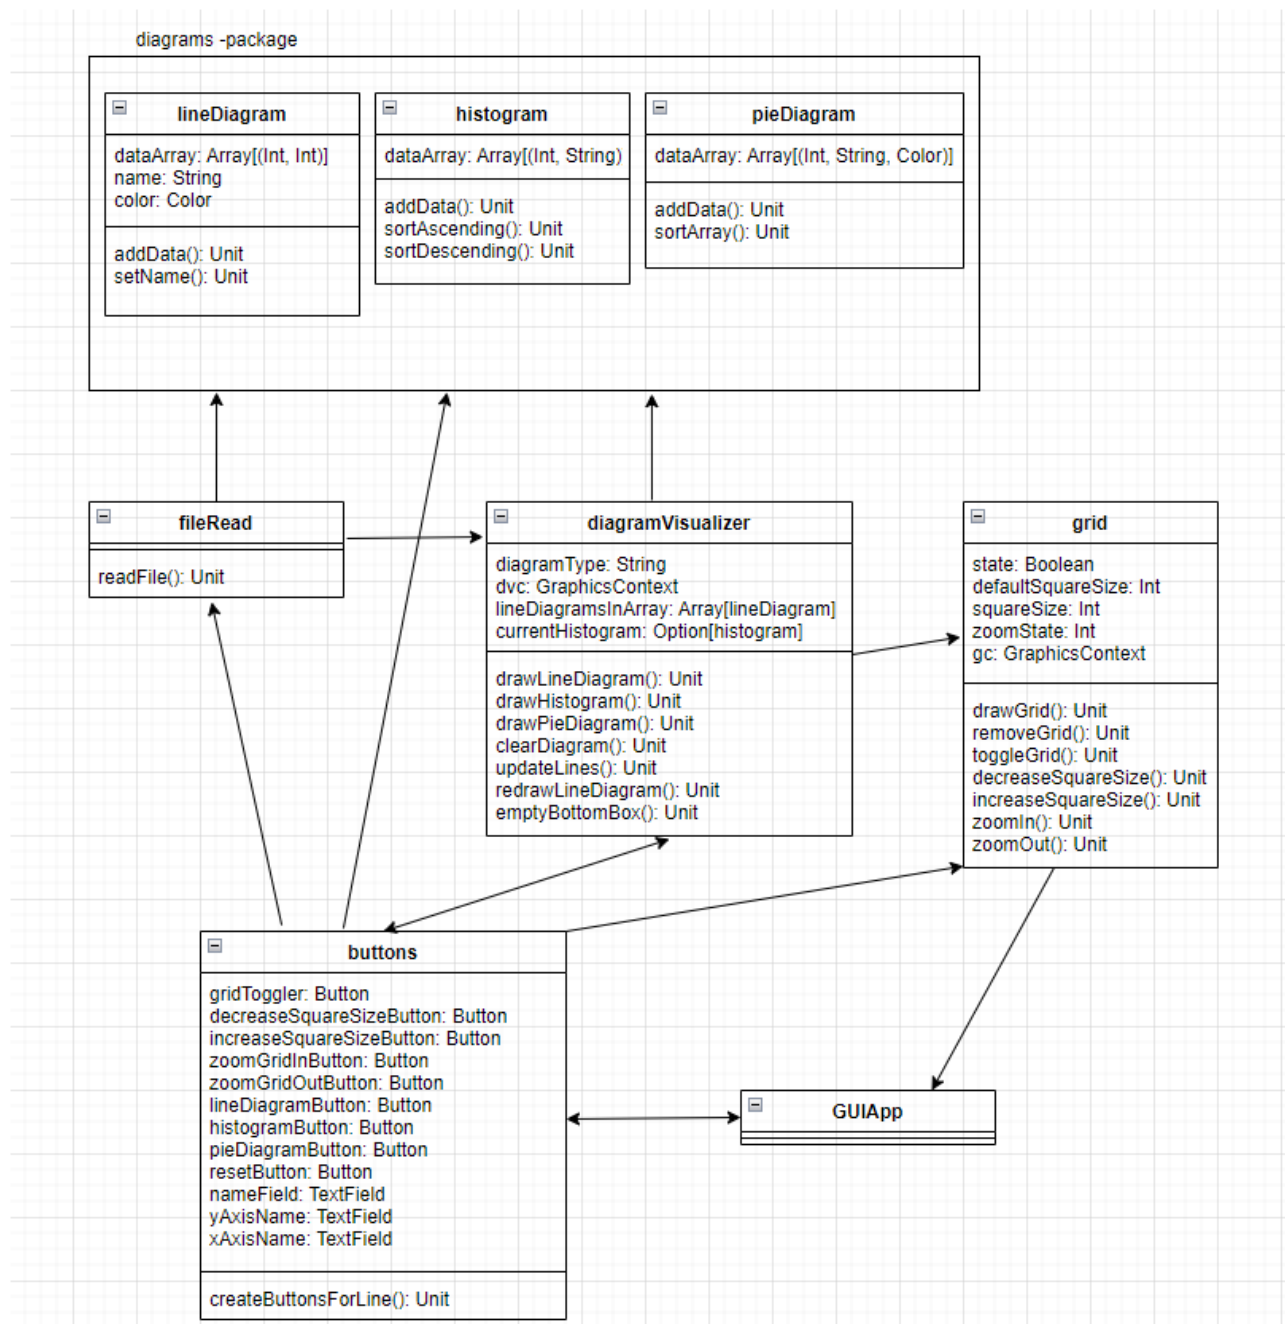 diagrams -package
lineDiagram
dataArray: Array[(Int, Int)]
name: String
color: Color
addData(): Unit
setName(): Unit
histogram
dataArray: Array[(Int, String)
addData(): Unit
sortAscending(): Unit
sortDescending(): Unit
pieDiagram
dataArray: Array[(Int, String, Color)]
addData(): Unit
sortArray(): Unit
fileRead
readFile(): Unit
diagramVisualizer
diagramType: String
dvc: GraphicsContext
lineDiagramsInArray: Array[lineDiagram]
currentHistogram: Option[histogram]
drawLineDiagram(): Unit
drawHistogram(): Unit
drawPieDiagram(): Unit
clearDiagram(): Unit
updateLines(): Unit
redrawLineDiagram(): Unit
emptyBottomBox(): Unit
grid
state: Boolean
defaultSquareSize: Int
squareSize: Int
zoomState: Int
gc: GraphicsContext
drawGrid(): Unit
removeGrid(): Unit
toggleGrid(): Unit
decreaseSquareSize(): Unit
increaseSquareSize(): Unit
zoomIn(): Unit
zoomOut(): Unit
buttons
gridToggler: Button
decreaseSquareSizeButton: Button
increaseSquareSizeButton: Button
zoomGridInButton: Button
zoomGridOutButton: Button
lineDiagramButton: Button
histogramButton: Button
pieDiagramButton: Button
resetButton: Button
nameField: TextField
yAxisName: TextField
xAxisName: TextField
createButtonsForLine(): Unit
GUIApp